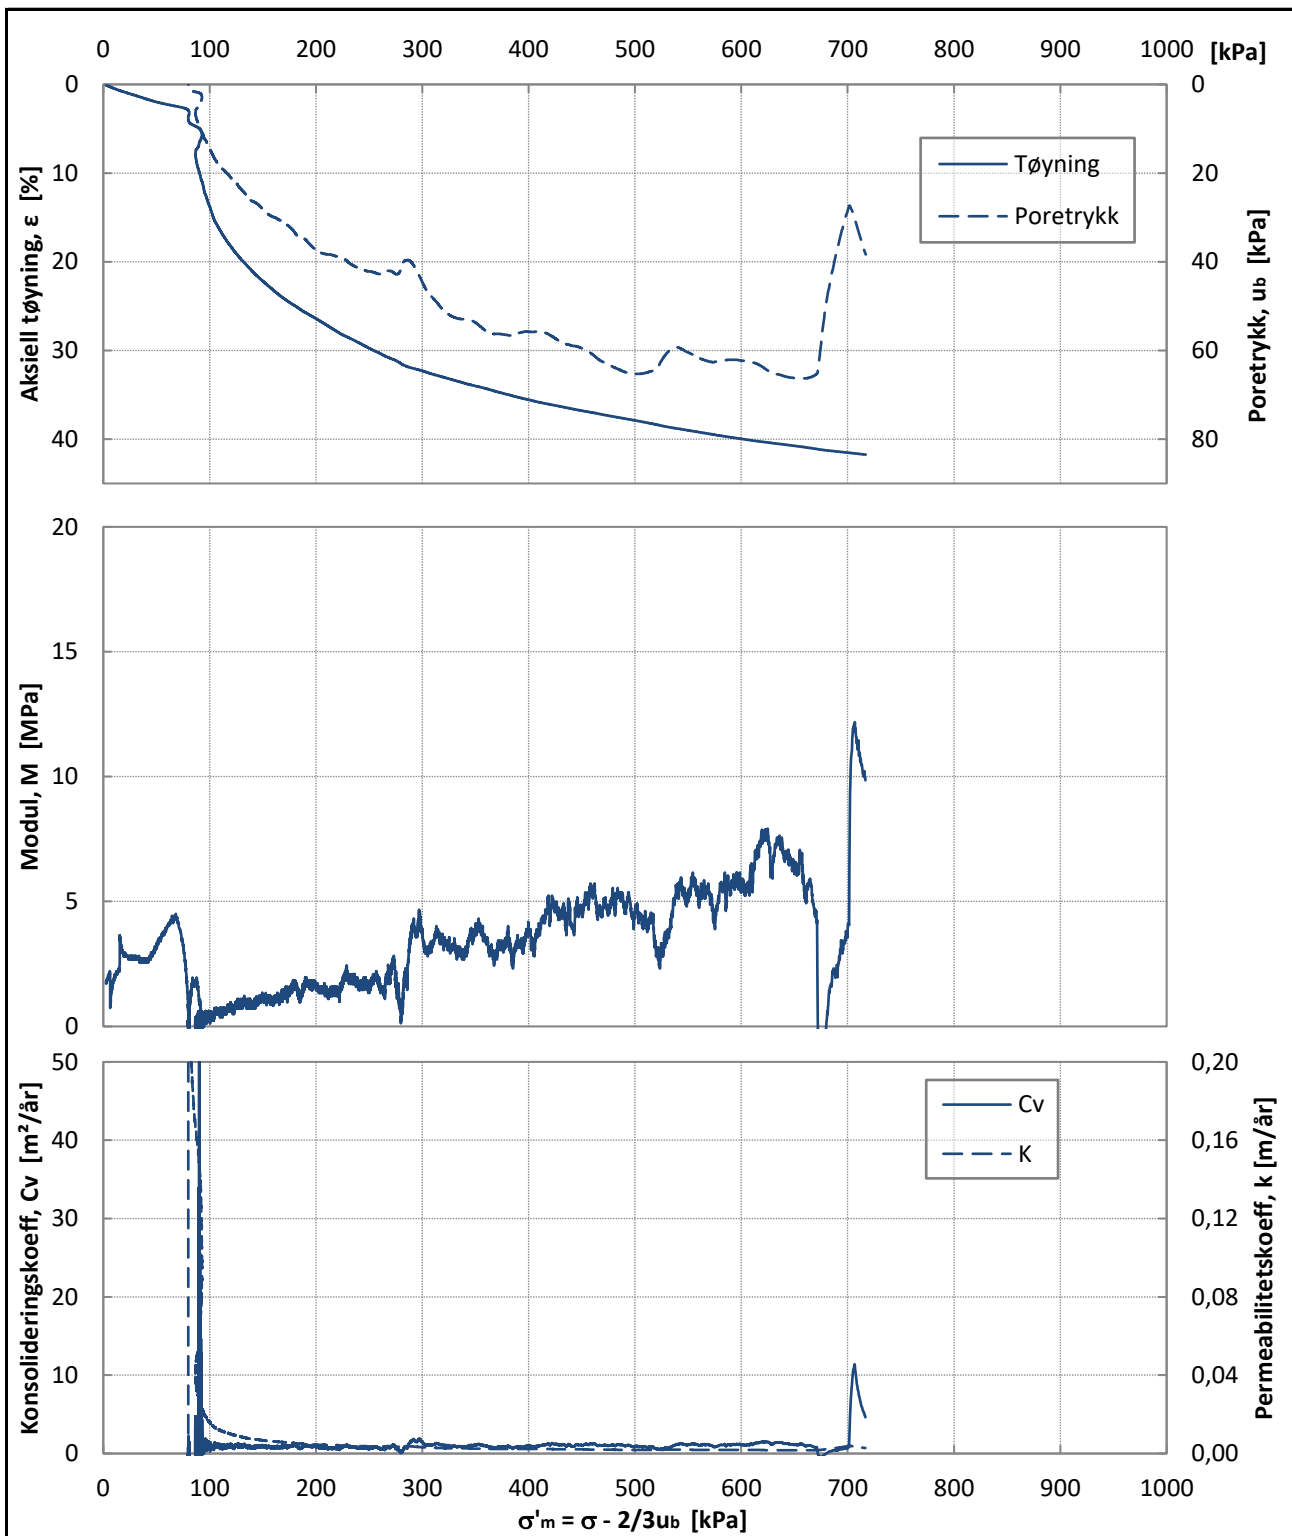 0 100 200 300 400 500 600 700 800 900 1000 [kPa]
0
10
20
30
40
Aksiell tøyning, ε [%]
0
20
40
60
80
Poretrykk, ub [kPa]
Tøyning
Poretrykk
20
15
10
5
0
Modul, M [MPa]
50
40
30
20
10
0
Konsolideringskoeff, Cv [m²/år]
0,20
0,16
0,12
0,08
0,04
0,00
Permeabilitetskoeff, k [m/år]
Cv
K
0 100 200 300 400 500 600 700 800 900 1000
σ'm = σ - 2/3ub [kPa]